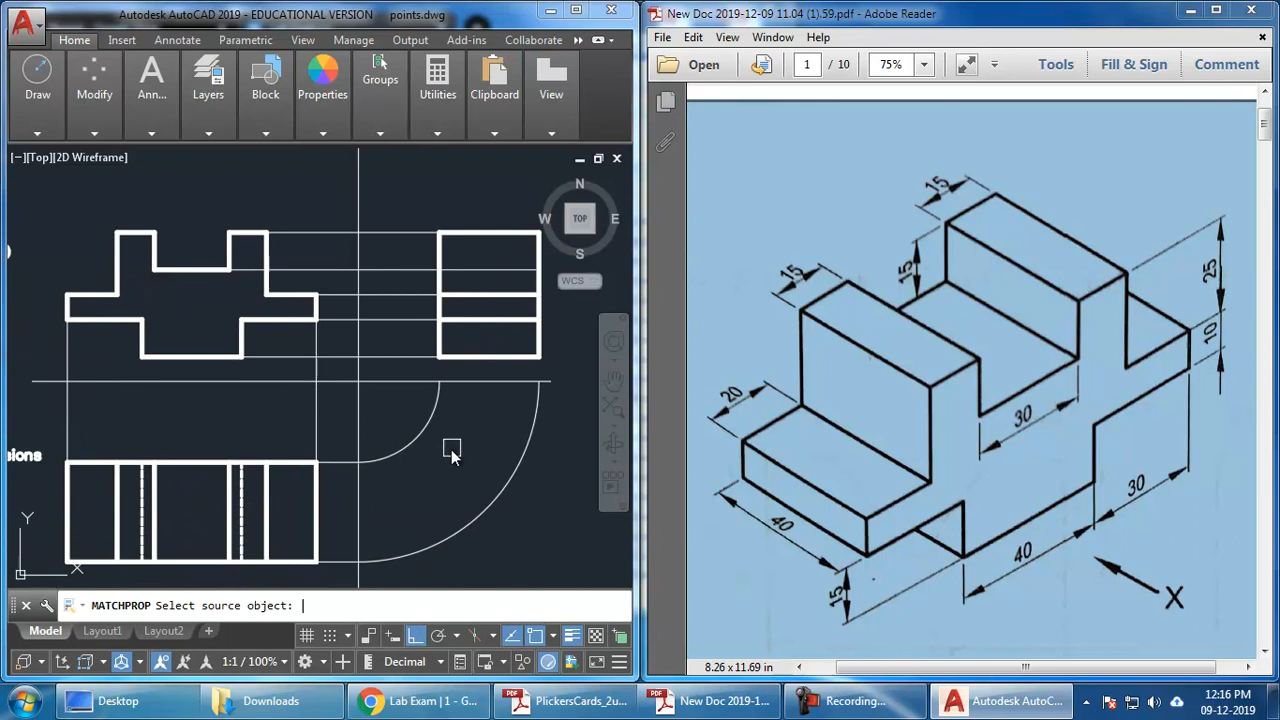 Autodesk AutoCAD 2019 - EDUCATIONAL VERSION points.dwg
Home Insert Annotate Parametric View Manage Output Add-ins Collaborate
Draw Modify Ann... Layers Block Properties Groups Utilities Clipboard View
[−][Top][2D Wireframe]
N
W TOP E
S
WCS
sions
Y
X
MATCHPROP Select source object:
Model Layout1 Layout2 +
1:1 / 100% Decimal
New Doc 2019-12-09 11.04 (1).59.pdf - Adobe Reader
File Edit View Window Help
Open 1 / 10 75% Tools Fill & Sign Comment
15
15
15
25
10
20
30
40
30
40
15
X
8.26 x 11.69 in
Desktop Downloads Lab Exam | 1 - G... PlickersCards_2u... New Doc 2019-1... Recording... Autodesk AutoC...
12:16 PM
09-12-2019